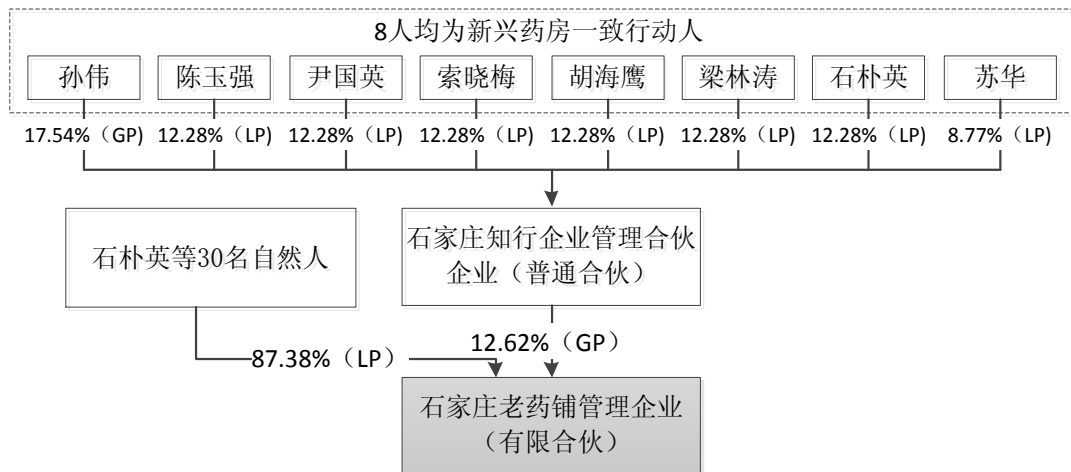 8人均为新兴药房一致行动人
孙伟
陈玉强
尹国英
索晓梅
胡海鹰
梁林涛
石朴英
苏华
17.54%（GP)
12.28%（LP)
12.28%（LP)
12.28%（LP)
12.28%（LP)
12.28%（LP)
12.28%（LP)
8.77%（LP)
石朴英等30名自然人
石家庄知行企业管理合伙
企业（普通合伙）
87.38%（LP）
12.62%（GP）
石家庄老药铺管理企业
（有限合伙）